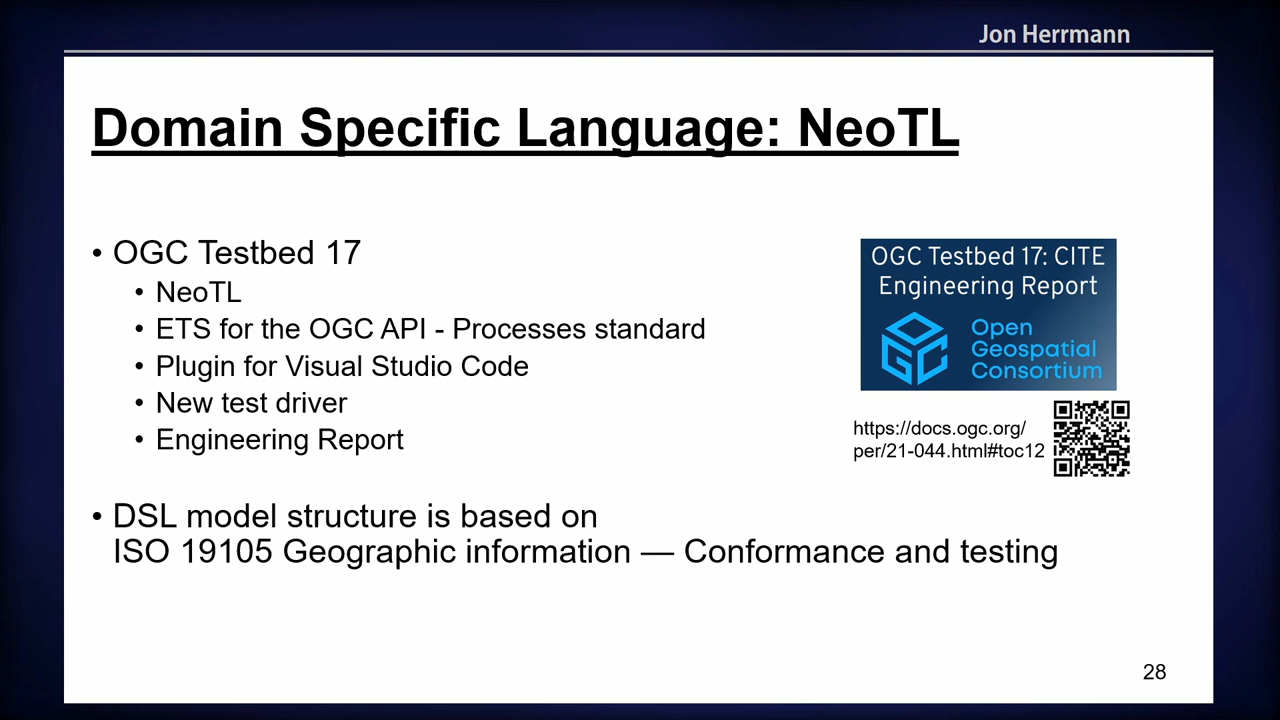 Jon Herrmann
Domain Specific Language: NeoTL
• OGC Testbed 17
• NeoTL
• ETS for the OGC API - Processes standard
• Plugin for Visual Studio Code
• New test driver
• Engineering Report
OGC Testbed 17: CITE
Engineering Report
OGC
Open
Geospatial
Consortium
https://docs.ogc.org/
per/21-044.html#toc12
• DSL model structure is based on
ISO 19105 Geographic information — Conformance and testing
28